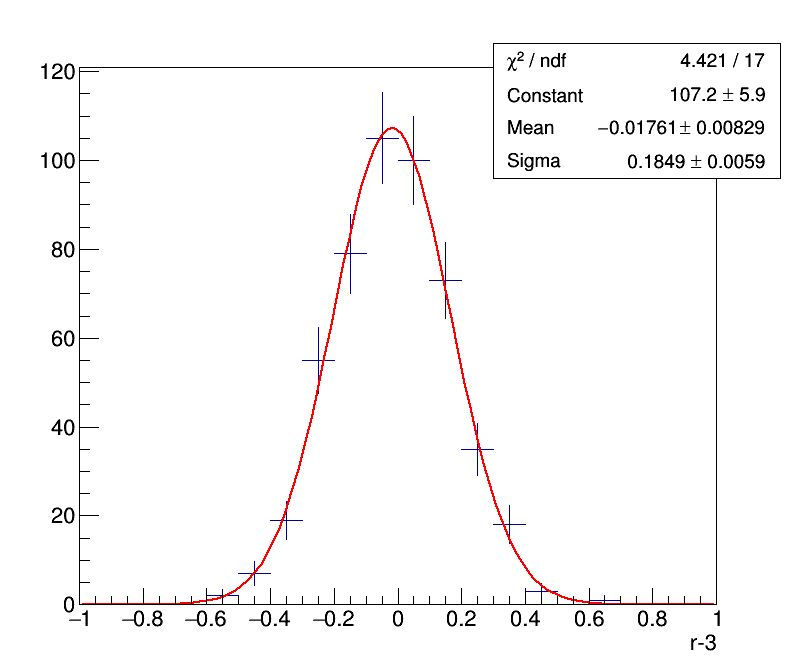 χ² / ndf 4.421 / 17
Constant 107.2 ± 5.9
Mean −0.01761 ± 0.00829
Sigma 0.1849 ± 0.0059
120
100
80
60
40
20
0
−1 −0.8 −0.6 −0.4 −0.2 0 0.2 0.4 0.6 0.8 1
r-3